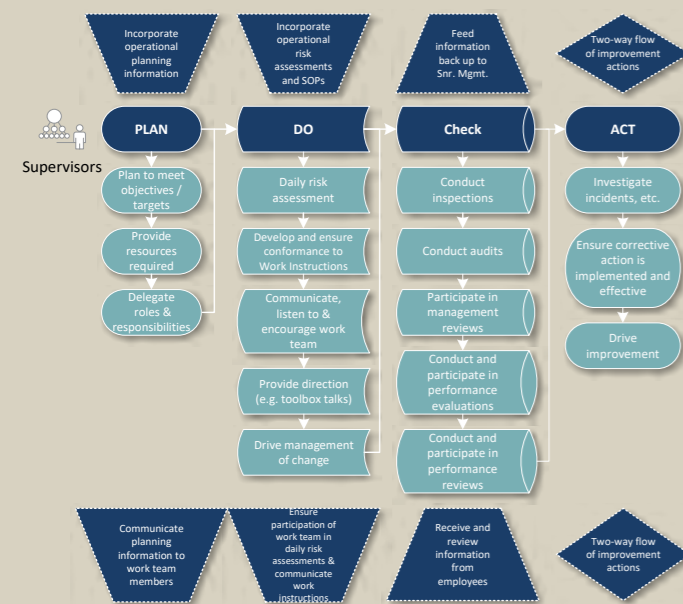 Incorporate
operational
planning
information
Incorporate
operational
risk
assessments
and SOPs
Feed
information
back up to
Snr. Mgmt.
Two-way flow
of improvement
actions
Supervisors
PLAN
DO
Check
ACT
Plan to meet
objectives /
targets
Provide
resources
required
Delegate
roles &
responsibilities
Daily risk
assessment
Develop and ensure
conformance to
Work Instructions
Communicate,
listen to &
encourage work
team
Provide direction
(e.g. toolbox talks)
Drive management
of change
Conduct
inspections
Conduct audits
Participate in
management
reviews
Conduct and
participate in
performance
evaluations
Conduct and
participate in
performance
reviews
Investigate
incidents, etc.
Ensure corrective
action is
implemented and
effective
Drive
improvement
Communicate
planning
information to
work team
members
Ensure
participation of
work team in
daily risk
assessments &
communicate
work
instructions
Receive and
review
information
from
employees
Two-way flow
of improvement
actions